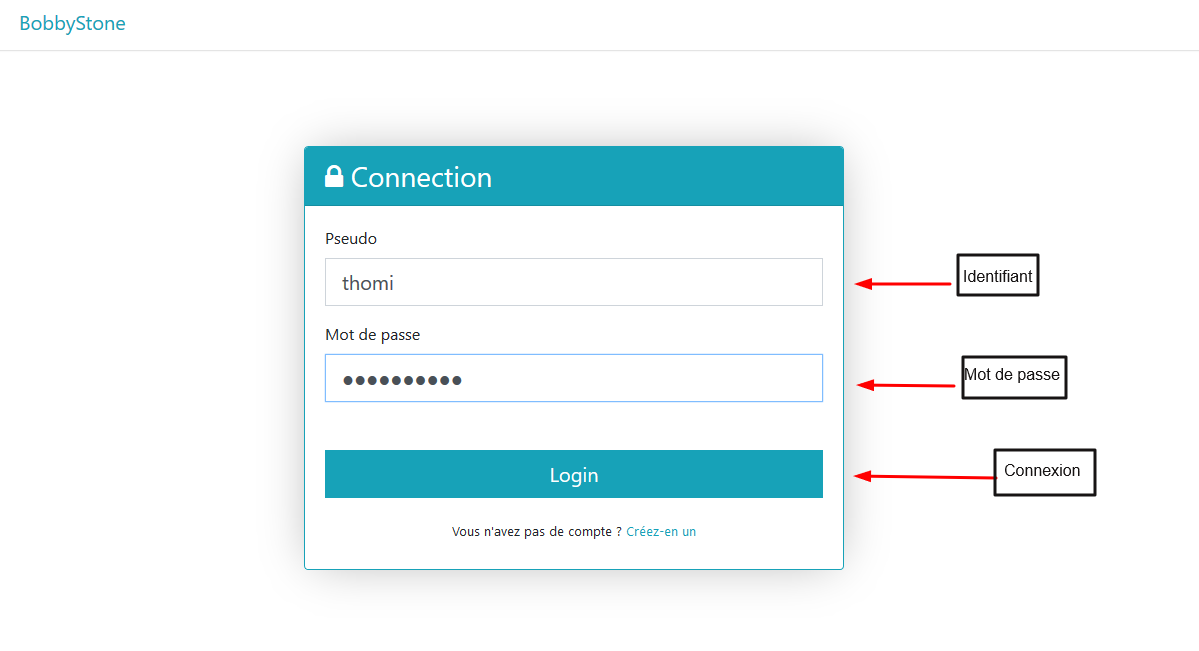 BobbyStone
Connection
Pseudo
thomi
Identifiant
Mot de passe
●●●●●●●●●●
Mot de passe
Login
Connexion
Vous n'avez pas de compte ? Créez-en un